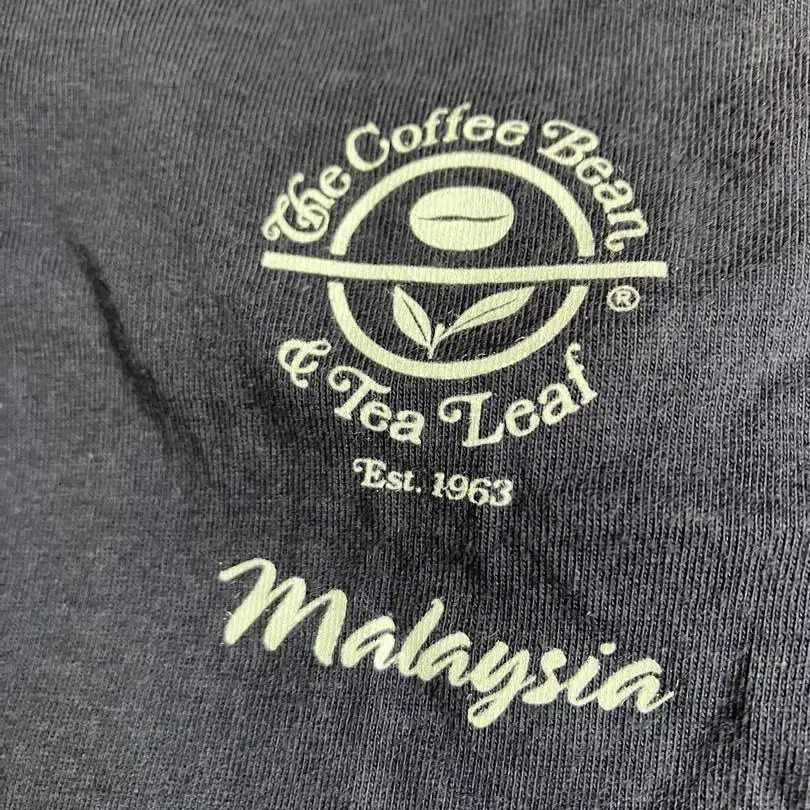 The Coffee Bean
®
& Tea Leaf
Est. 1963
Malaysia